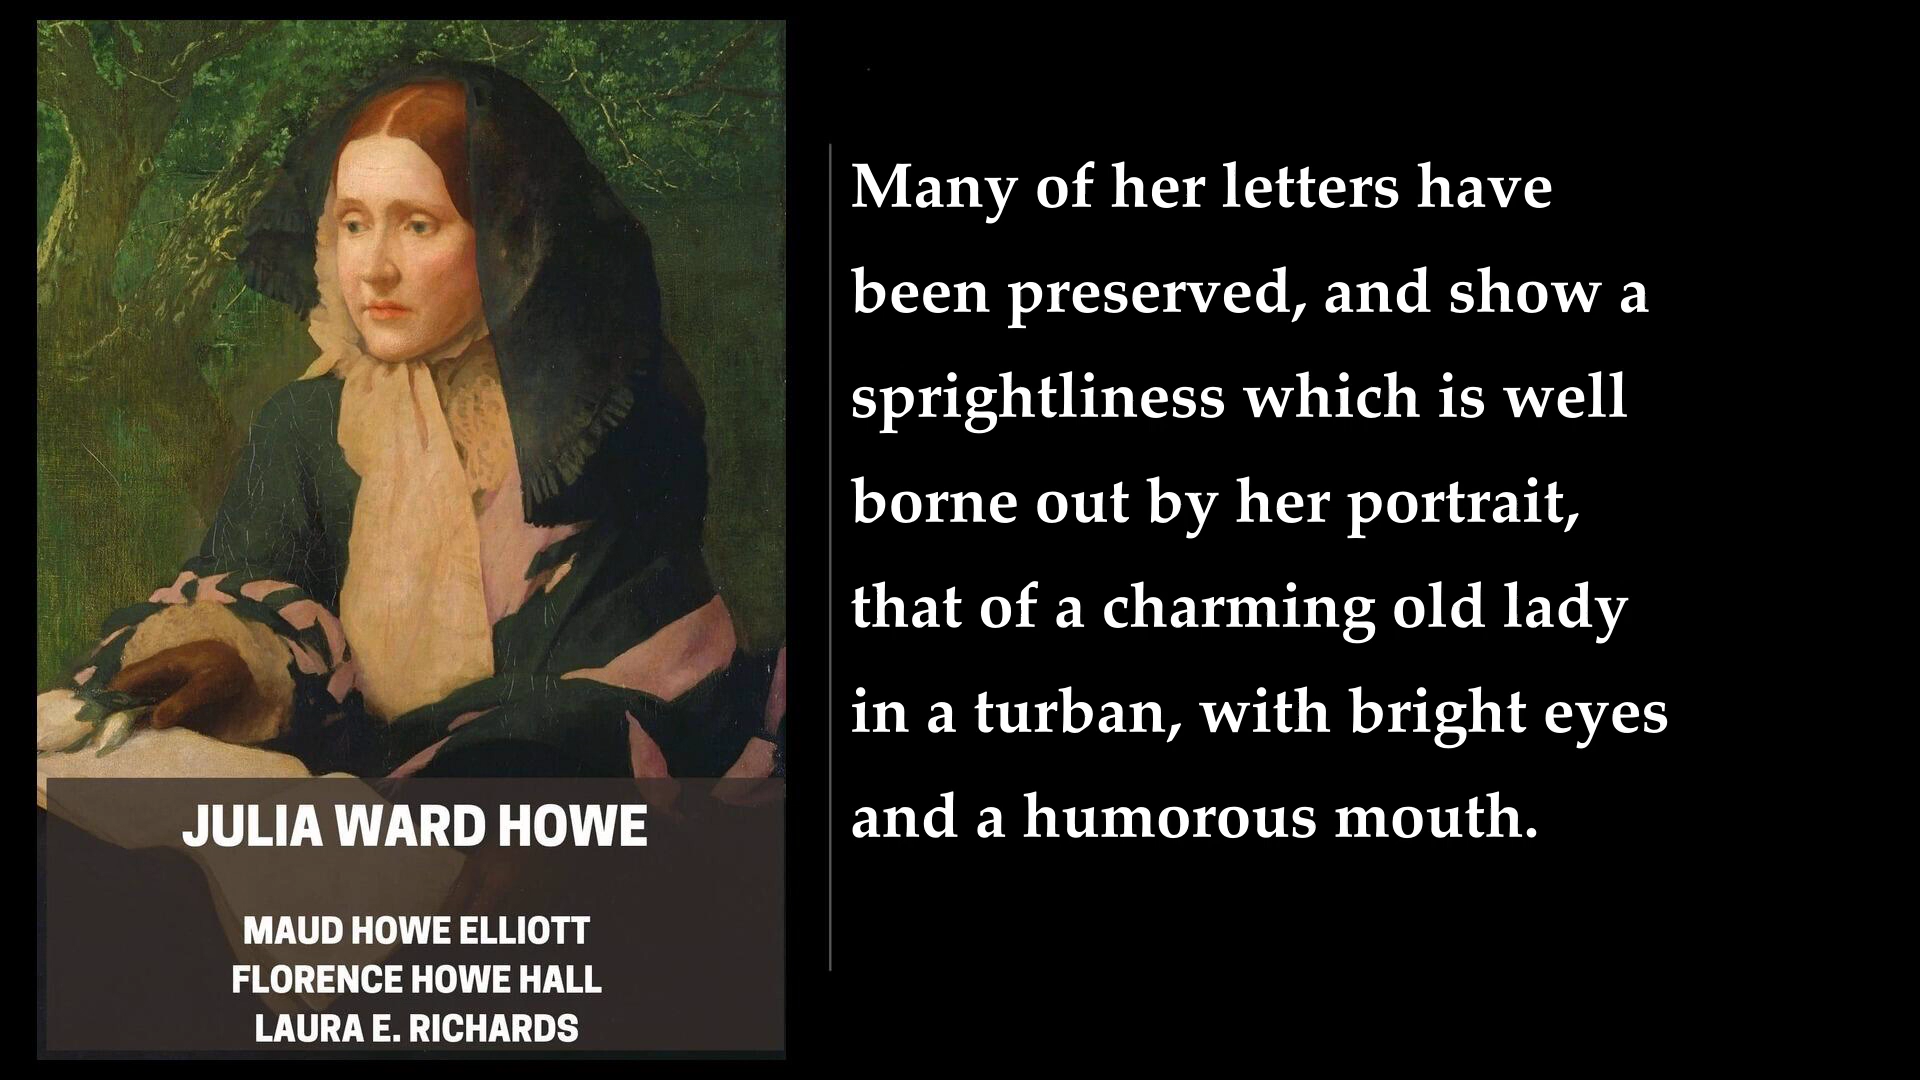 JULIA WARD HOWE
MAUD HOWE ELLIOTT
FLORENCE HOWE HALL
LAURA E. RICHARDS
Many of her letters have
been preserved, and show a
sprightliness which is well
borne out by her portrait,
that of a charming old lady
in a turban, with bright eyes
and a humorous mouth.